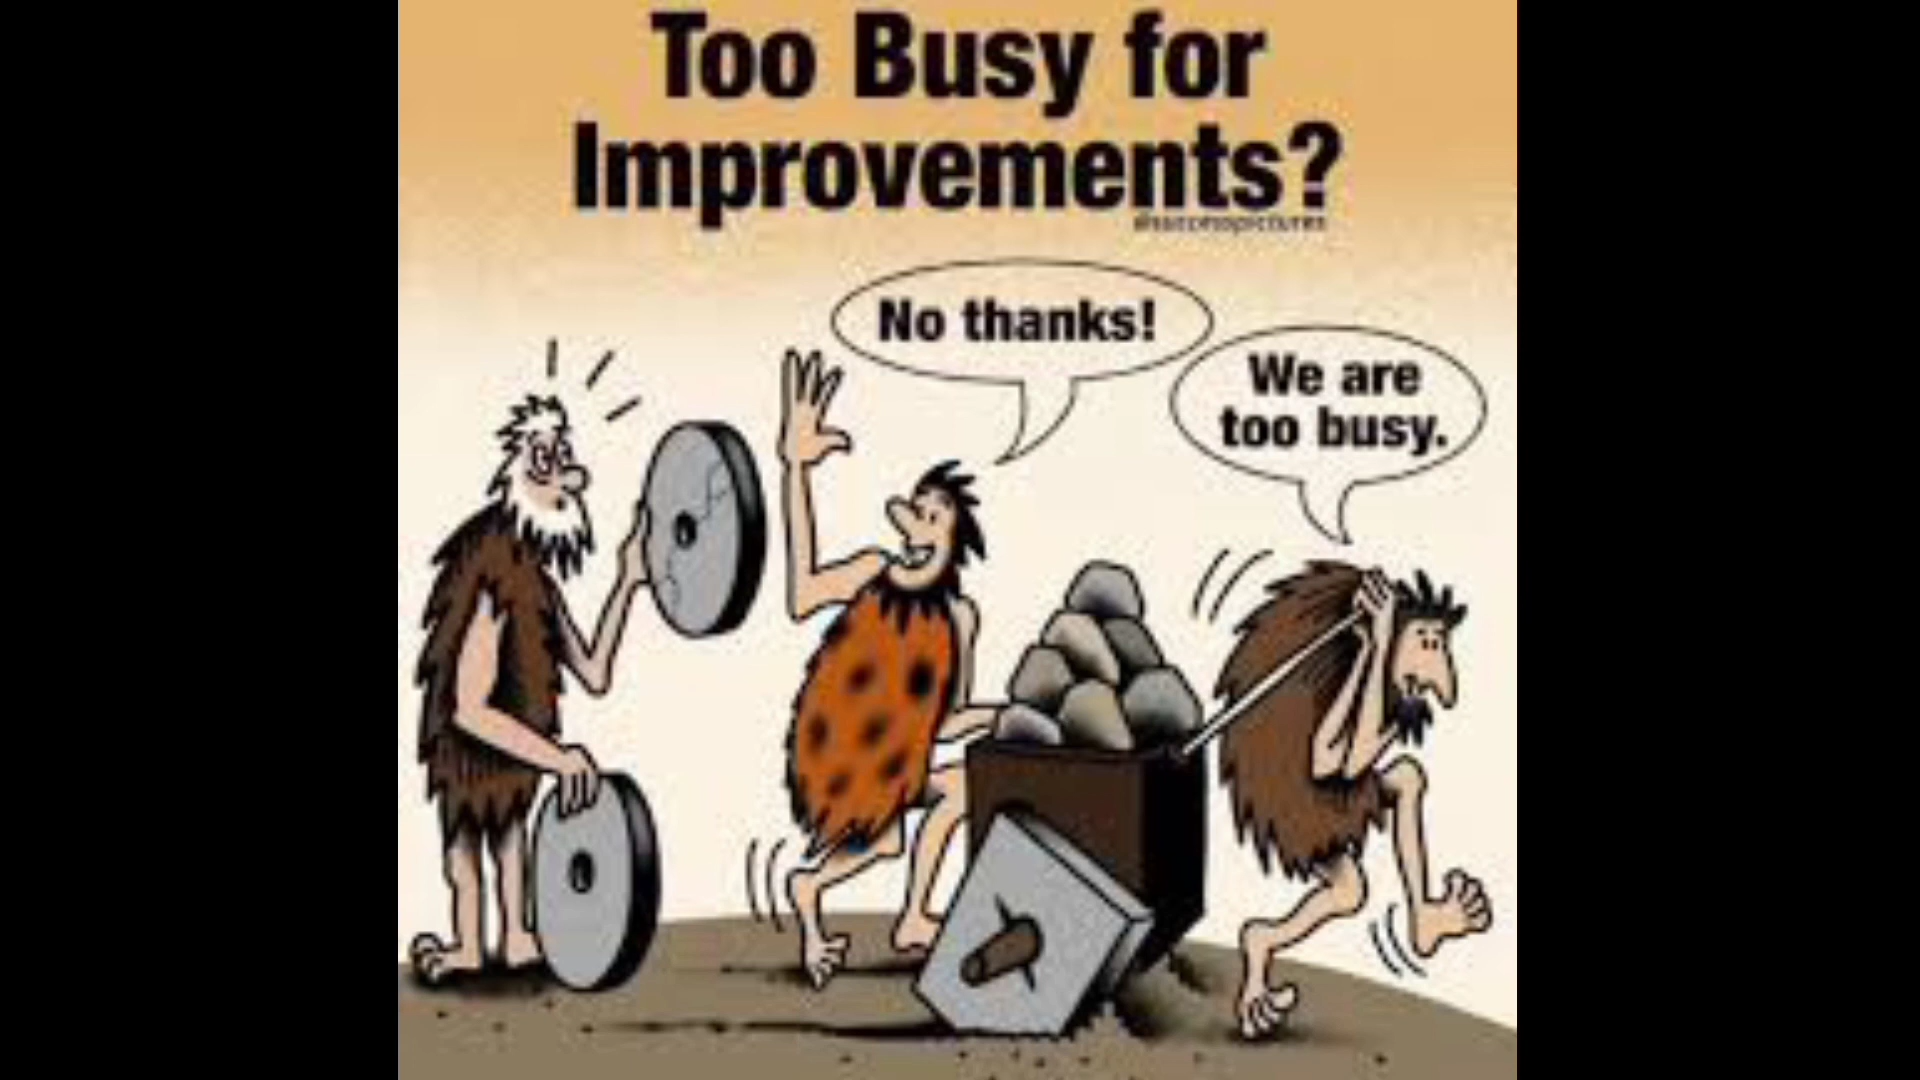 Too Busy for
Improvements?
No thanks!
We are
too busy.